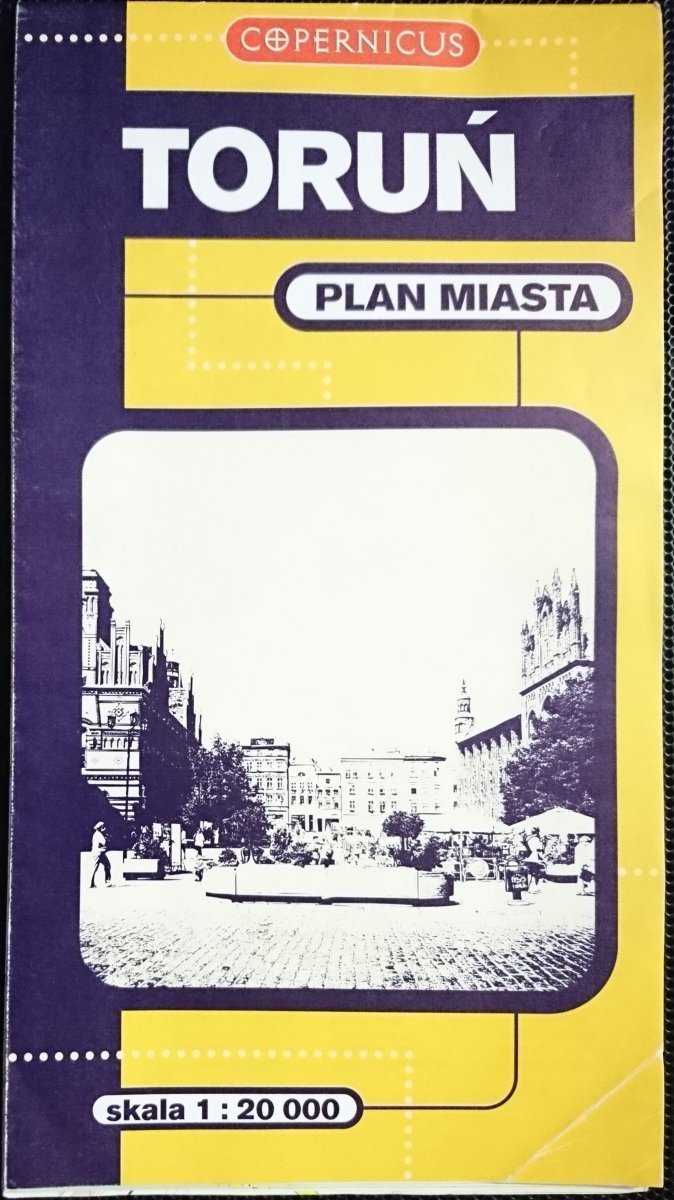 COPERNICUS
TORUŃ
PLAN MIASTA
skala 1 : 20 000